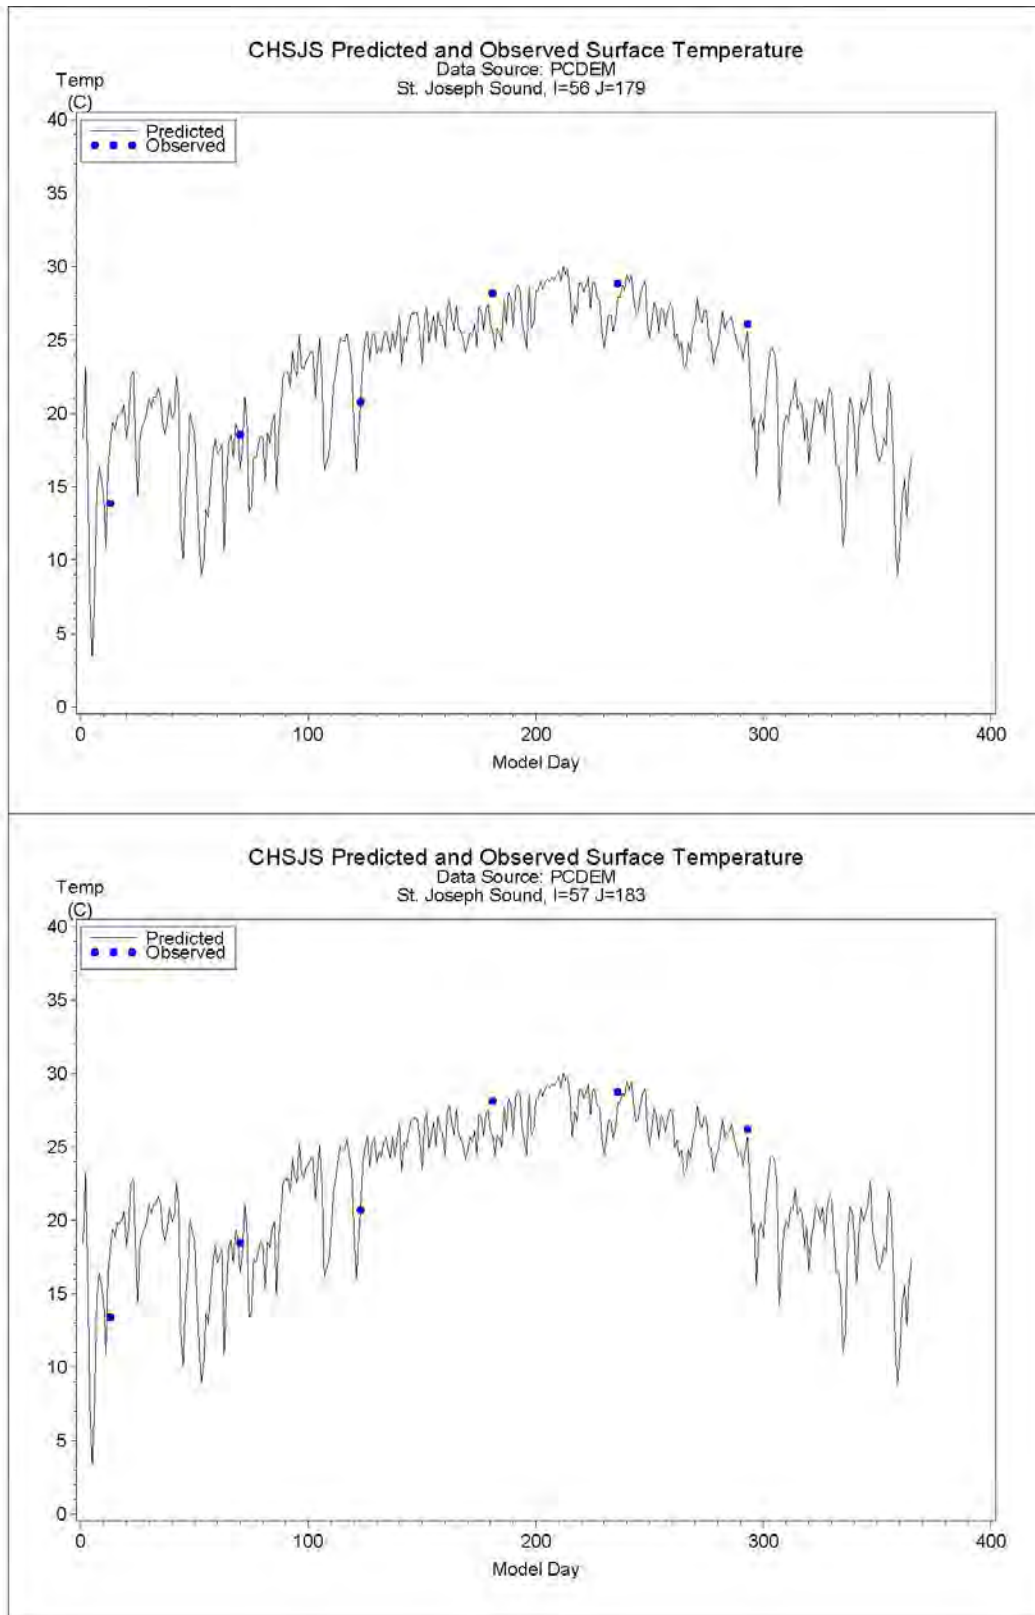 CHSJS Predicted and Observed Surface Temperature
Data Source: PCDEM
St. Joseph Sound, I=56 J=179
Temp
(C)
Predicted
Observed
40
35
30
25
20
15
10
5
0
0 100 200 300 400
Model Day
CHSJS Predicted and Observed Surface Temperature
Data Source: PCDEM
St. Joseph Sound, I=57 J=183
Temp
(C)
Predicted
Observed
40
35
30
25
20
15
10
5
0
0 100 200 300 400
Model Day